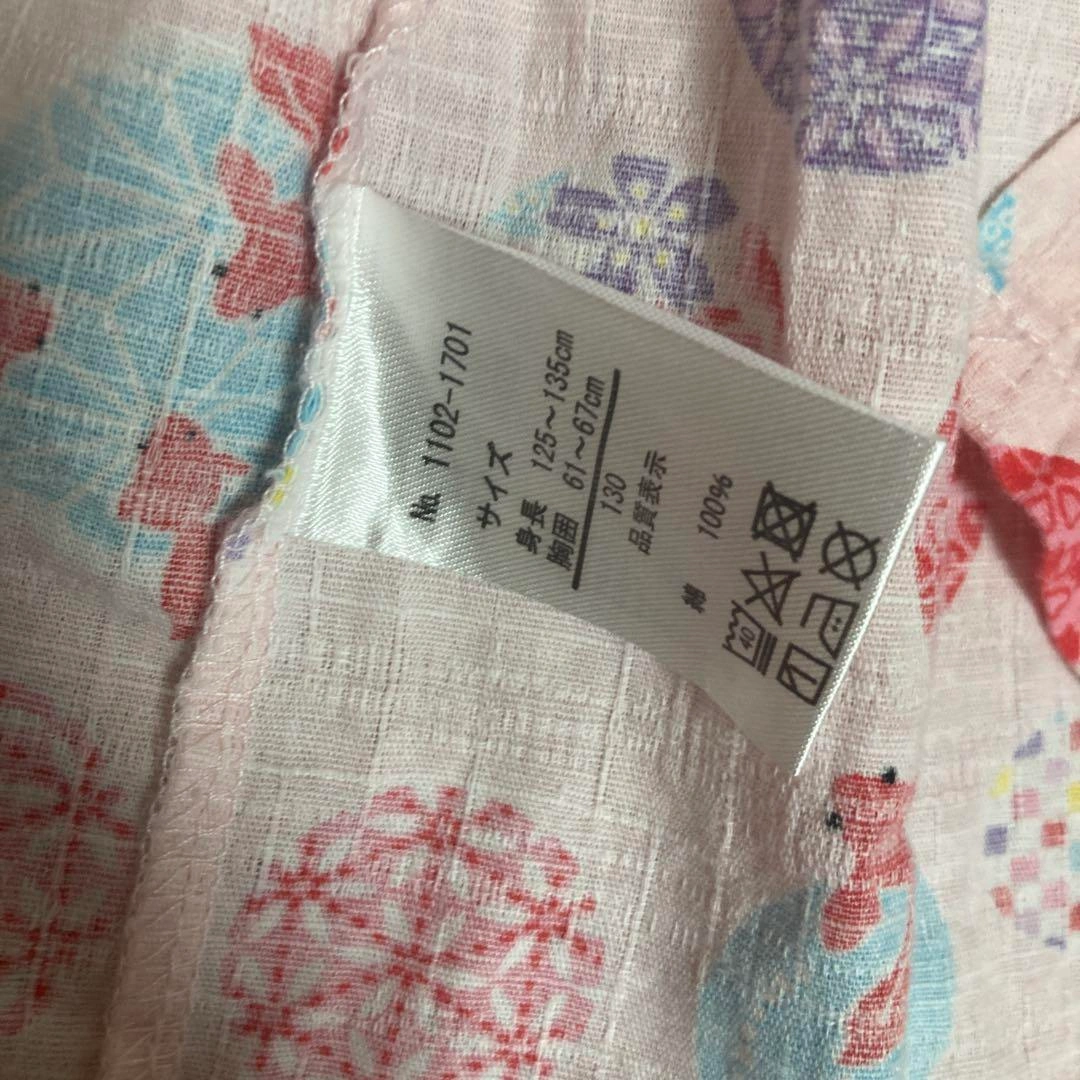 No. 1102-1701
サイズ
身長 125～135cm
胸囲 61～67cm
130
品質表示
綿 100%
40